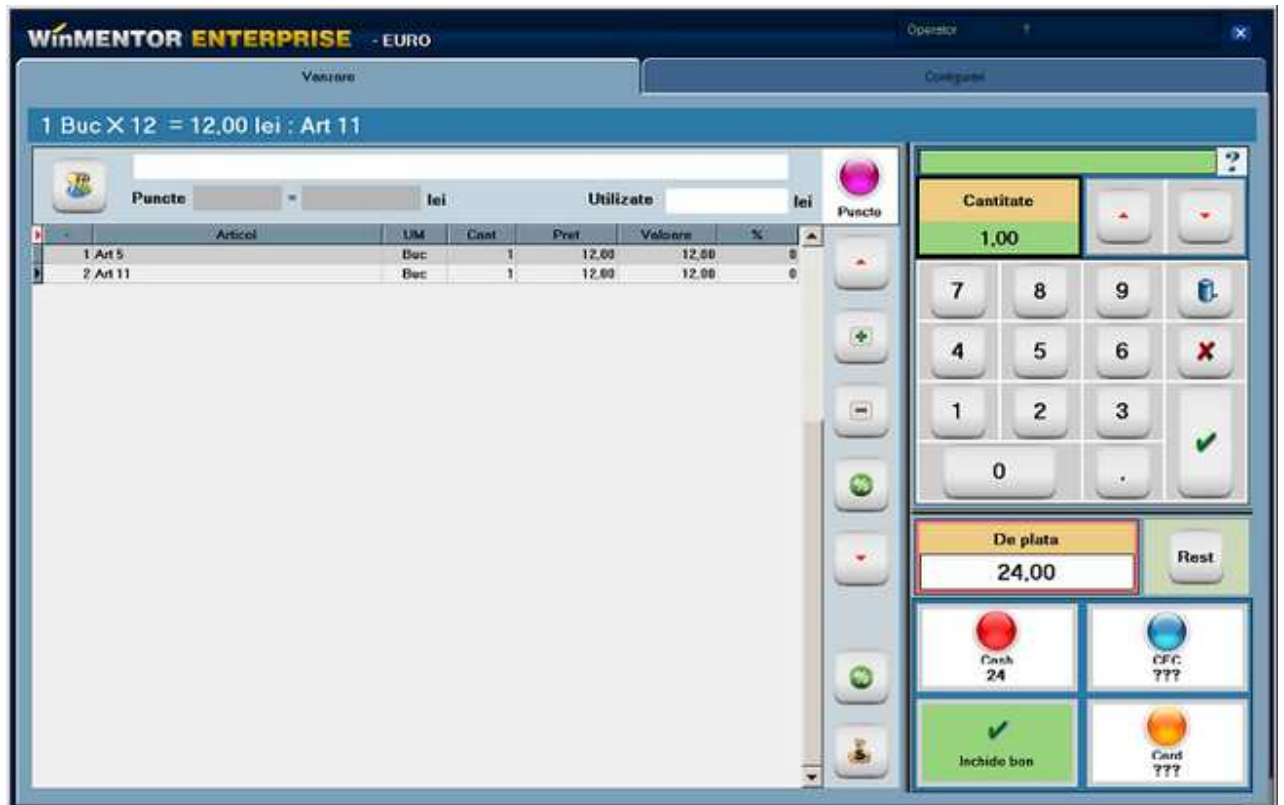 WinMENTOR ENTERPRISE - EURO
Operator
Vanzare
Configurari
1 Buc X 12 = 12,00 lei : Art 11
?
Puncte = lei Utilizate lei
Puncte
Cantitate
1,00
- Articol UM Cant Pret Valoare %
1 Art 5 Buc 1 12,00 12,00 0
2 Art 11 Buc 1 12,00 12,00 0
7 8 9
4 5 6
1 2 3
0 .
De plata
24,00
Rest
Cash
24
CEC
???
Inchide bon
Card
???